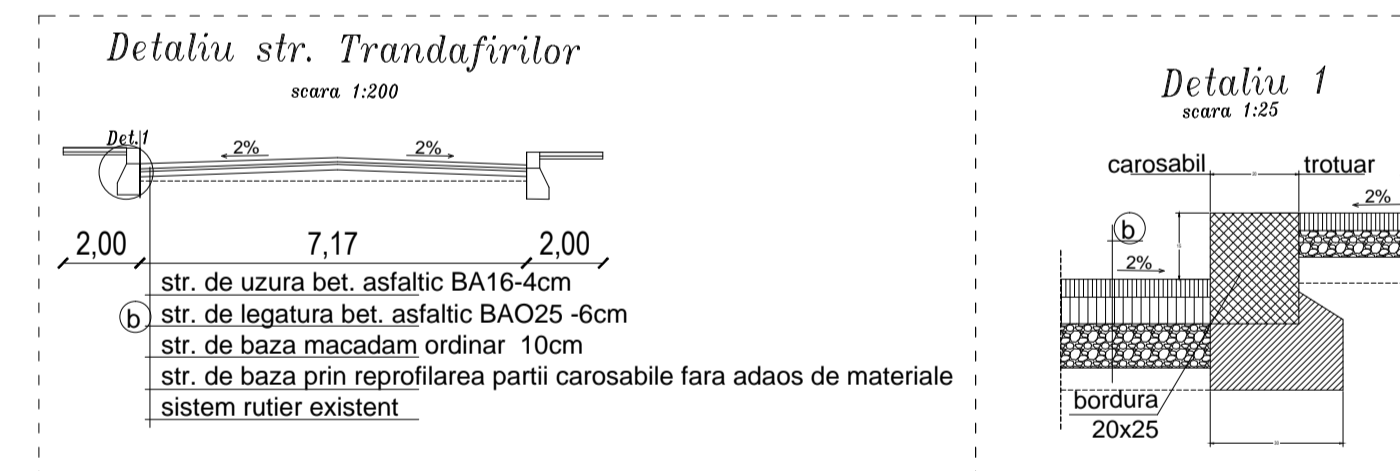 Detaliu str. Trandafirilor
scara 1:200
Det.1
2%
2%
2,00
7,17
2,00
str. de uzura bet. asfaltic BA16-4cm
b
str. de legatura bet. asfaltic BAO25 -6cm
str. de baza macadam ordinar 10cm
str. de baza prin reprofilarea partii carosabile fara adaos de materiale
sistem rutier existent
Detaliu 1
scara 1:25
carosabil
trotuar
2%
b
2%
bordura
20x25